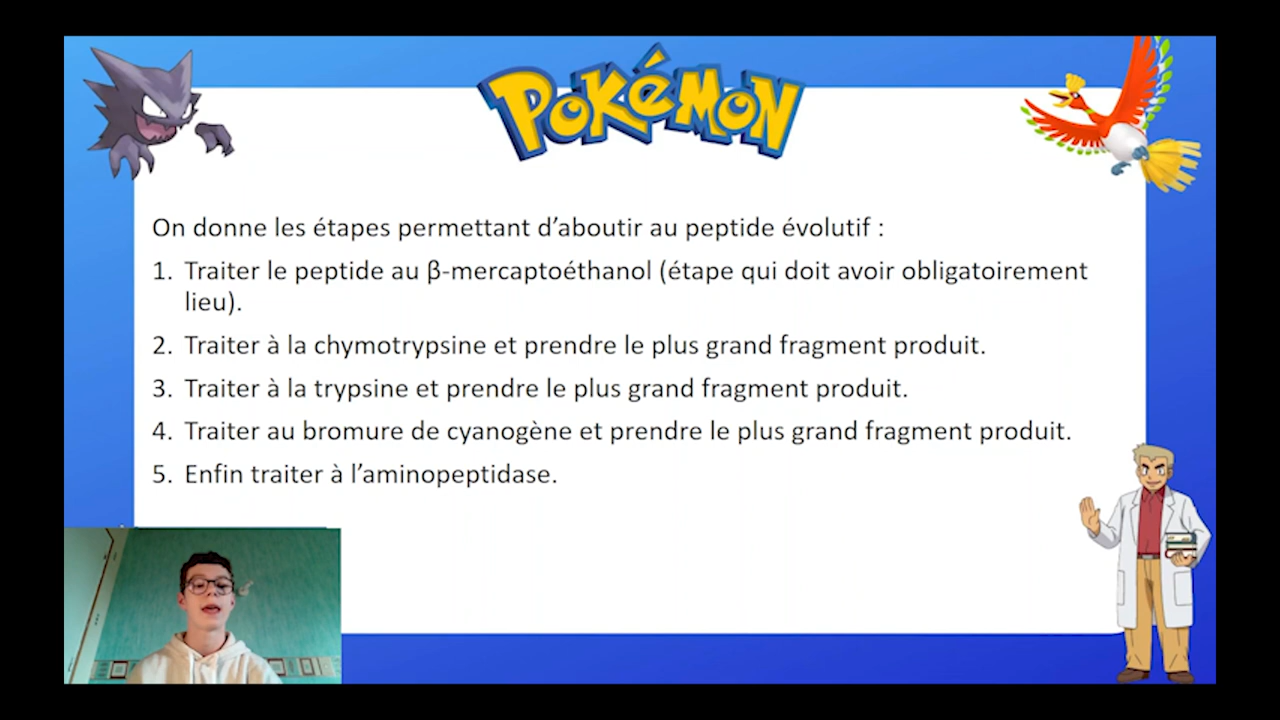 POKéMON
On donne les étapes permettant d’aboutir au peptide évolutif :
1. Traiter le peptide au β-mercaptoéthanol (étape qui doit avoir obligatoirement
lieu).
2. Traiter à la chymotrypsine et prendre le plus grand fragment produit.
3. Traiter à la trypsine et prendre le plus grand fragment produit.
4. Traiter au bromure de cyanogène et prendre le plus grand fragment produit.
5. Enfin traiter à l’aminopeptidase.